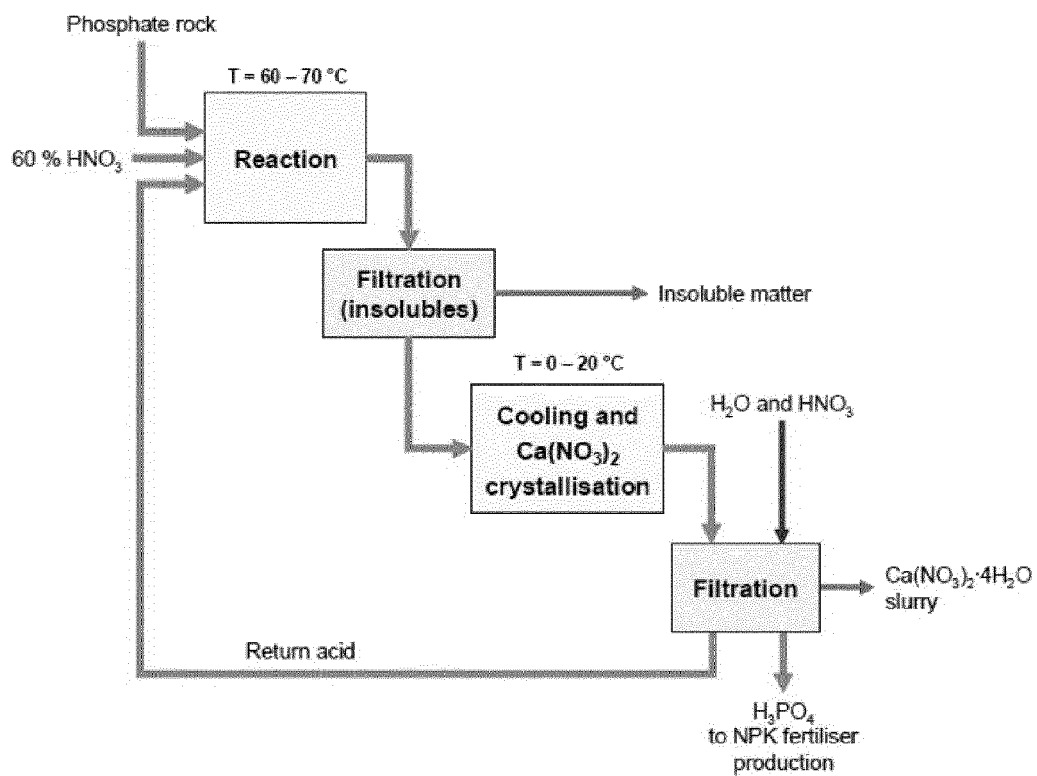 Phosphate rock
T = 60 – 70 °C
60 % HNO₃
Reaction
Filtration
(insolubles)
Insoluble matter
T = 0 – 20 °C
Cooling and
Ca(NO₃)₂
crystallisation
H₂O and HNO₃
Filtration
Ca(NO₃)₂·4H₂O
slurry
Return acid
H₃PO₄
to NPK fertiliser
production